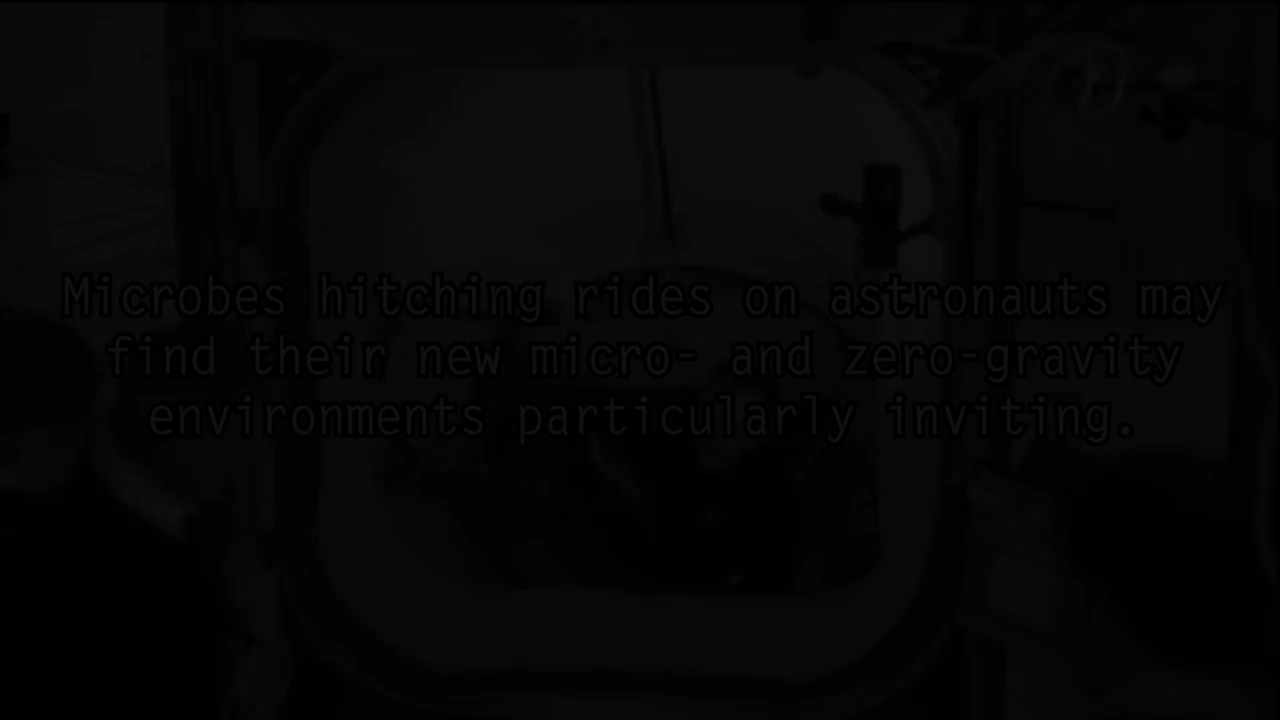 Microbes hitching rides on astronauts may
find their new micro- and zero-gravity
environments particularly inviting.